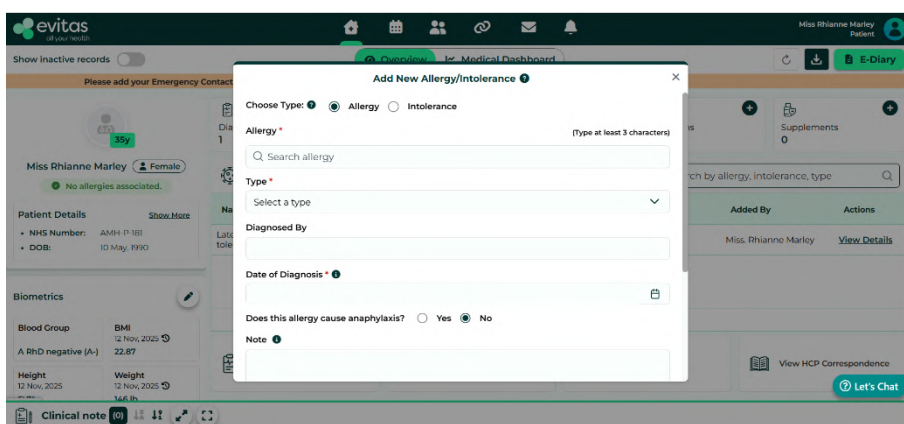 evitas
all your health
Miss Rhianne Marley
Patient
Show inactive records
Overview
Medical Dashboard
E-Diary
Please add your Emergency Contact
Add New Allergy/Intolerance
Choose Type:
Allergy
Intolerance
Allergy *
(Type at least 3 characters)
Search allergy
Type *
Select a type
Diagnosed By
Date of Diagnosis *
Does this allergy cause anaphylaxis?
Yes
No
Note
35y
Miss Rhianne Marley
Female
No allergies associated.
Patient Details
Show More
NHS Number: AMH-P-181
DOB: 10 May, 1990
Biometrics
Blood Group
A RhD negative (A-)
BMI
12 Nov, 2025
22.87
Height
12 Nov, 2025
Weight
12 Nov, 2025
146 lb
Dia
1
Supplements
0
rch by allergy, intolerance, type
Na
Added By
Actions
Late
tole
Miss. Rhianne Marley
View Details
View HCP Correspondence
Let's Chat
Clinical note (0)